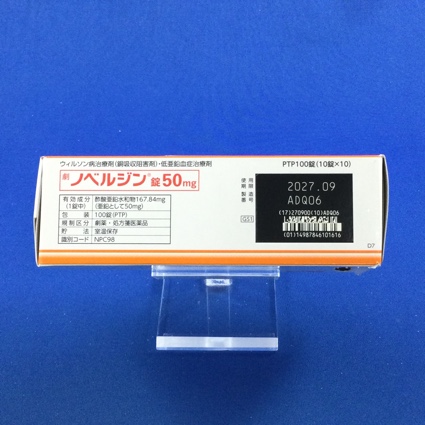 ウィルソン病治療剤(銅吸収阻害剤)・低亜鉛血症治療剤
PTP100錠(10錠×10)
劇 ノベルジン®錠50mg
有効成分(1錠中) 酢酸亜鉛水和物167.84mg(亜鉛として50mg)
包装 100錠(PTP)
規制区分 劇薬・処方箋医薬品
貯法 室温保存
識別コード NPC98
使用期限 2027.09
製造番号 ADQ06
GS1
(17)270900(10)ADQ06
(01)14987846101616
D7